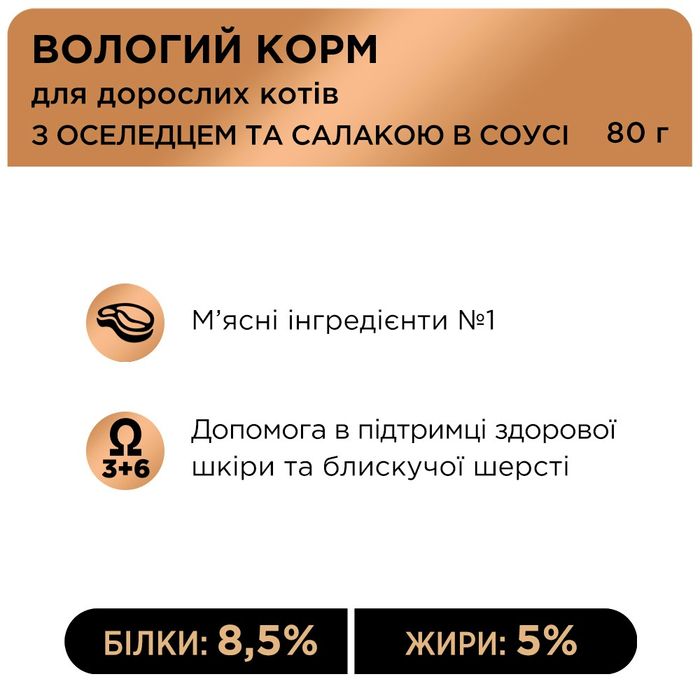 ВОЛОГИЙ КОРМ
для дорослих котів
З ОСЕЛЕДЦЕМ ТА САЛАКОЮ В СОУСІ 80 г
М’ясні інгредієнти №1
Ω
3+6
Допомога в підтримці здорової
шкіри та блискучої шерсті
БІЛКИ: 8,5% ЖИРИ: 5%